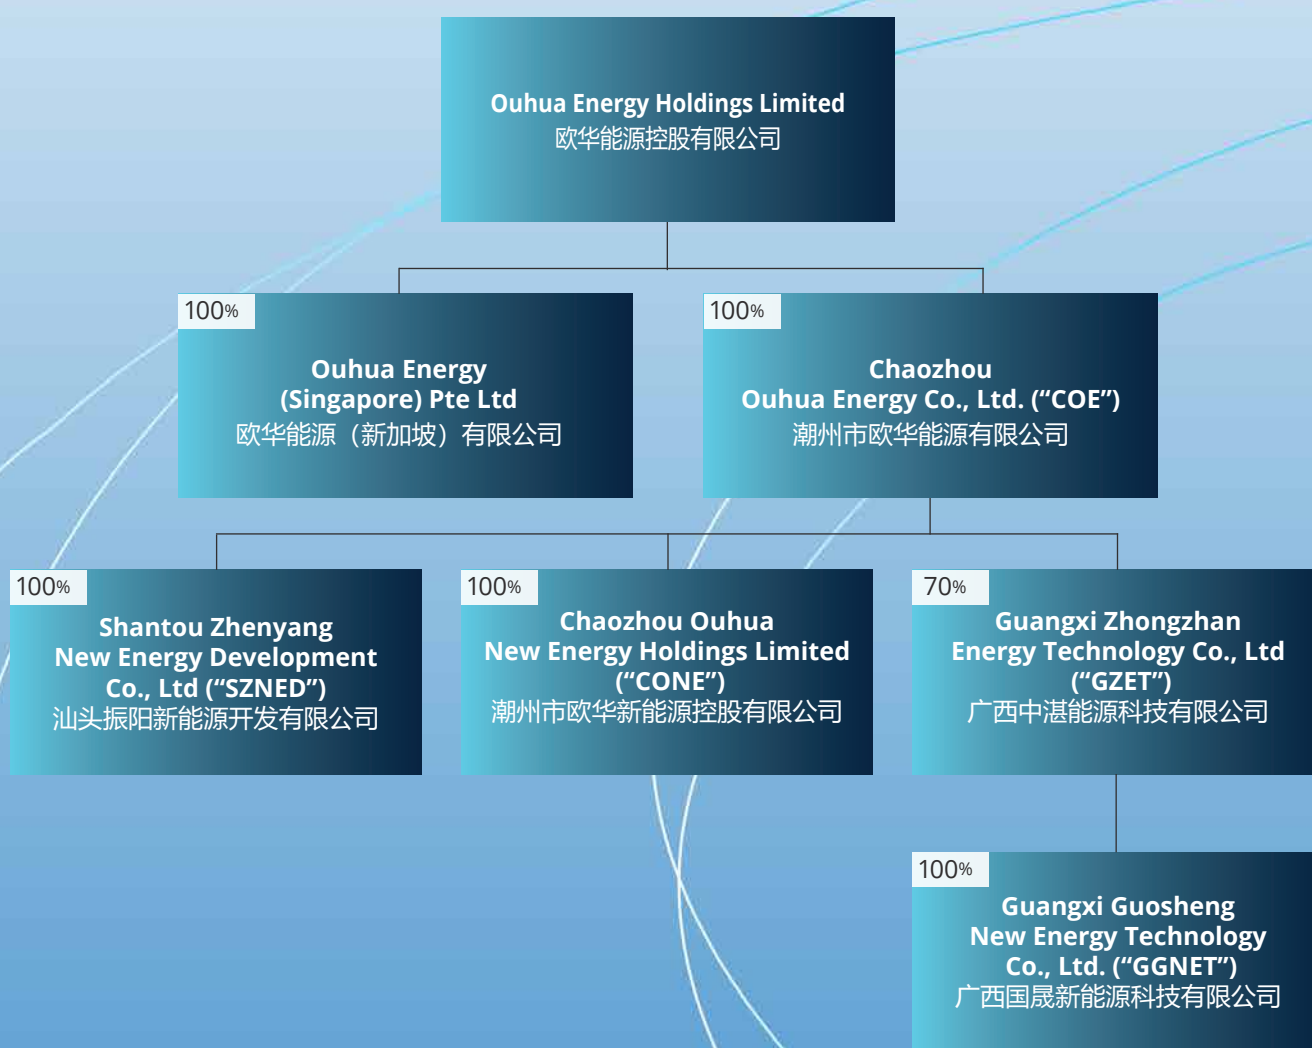 Ouhua Energy Holdings Limited
欧华能源控股有限公司
100%
Ouhua Energy
(Singapore) Pte Ltd
欧华能源（新加坡）有限公司
100%
Chaozhou
Ouhua Energy Co., Ltd. (“COE”)
潮州市欧华能源有限公司
100%
Shantou Zhenyang
New Energy Development
Co., Ltd (“SZNED”)
汕头振阳新能源开发有限公司
100%
Chaozhou Ouhua
New Energy Holdings Limited
(“CONE”)
潮州市欧华新能源控股有限公司
70%
Guangxi Zhongzhan
Energy Technology Co., Ltd
(“GZET”)
广西中湛能源科技有限公司
100%
Guangxi Guosheng
New Energy Technology
Co., Ltd. (“GGNET”)
广西国晟新能源科技有限公司